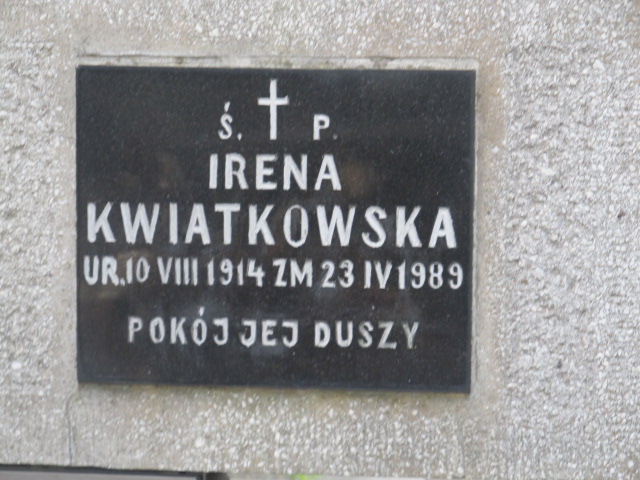 Ś. † P.
IRENA
KWIATKOWSKA
UR. 10 VIII 1914 ZM 23 IV 1989
POKÓJ JEJ DUSZY